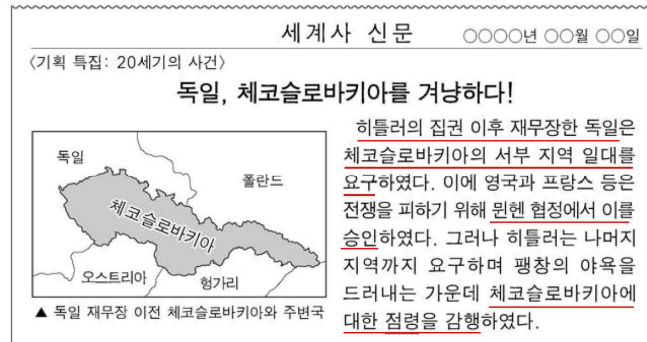 세계사 신문
○○○○년 ○○월 ○○일
〈기획 특집: 20세기의 사건〉
독일, 체코슬로바키아를 겨냥하다!
독일
폴란드
체코슬로바키아
오스트리아
헝가리
▲ 독일 재무장 이전 체코슬로바키아와 주변국
히틀러의 집권 이후 재무장한 독일은
체코슬로바키아의 서부 지역 일대를
요구하였다. 이에 영국과 프랑스 등은
전쟁을 피하기 위해 뮌헨 협정에서 이를
승인하였다. 그러나 히틀러는 나머지
지역까지 요구하며 팽창의 야욕을
드러내는 가운데 체코슬로바키아에
대한 점령을 감행하였다.